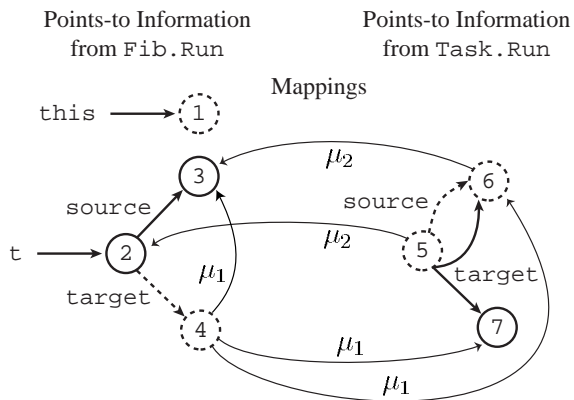 Points-to Information
from Fib.Run
Points-to Information
from Task.Run
Mappings
this
1
μ2
3
6
source
source
μ2
t
2
5
μ1
target
target
4
7
μ1
μ1